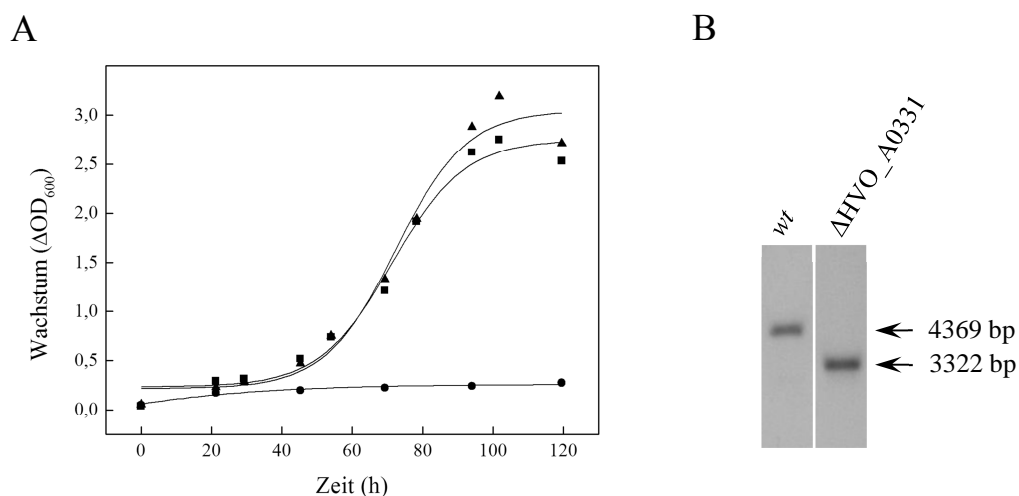 A
B
Wachstum (ΔOD600)
3,0
2,5
2,0
1,5
1,0
0,5
0,0
0 20 40 60 80 100 120
Zeit (h)
wt
ΔHVO_A0331
4369 bp
3322 bp